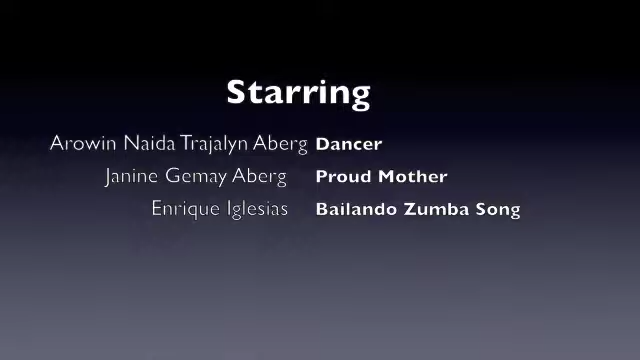 Starring
Arowin Naida Trajalyn Aberg Dancer
Janine Gemay Aberg Proud Mother
Enrique Iglesias Bailando Zumba Song